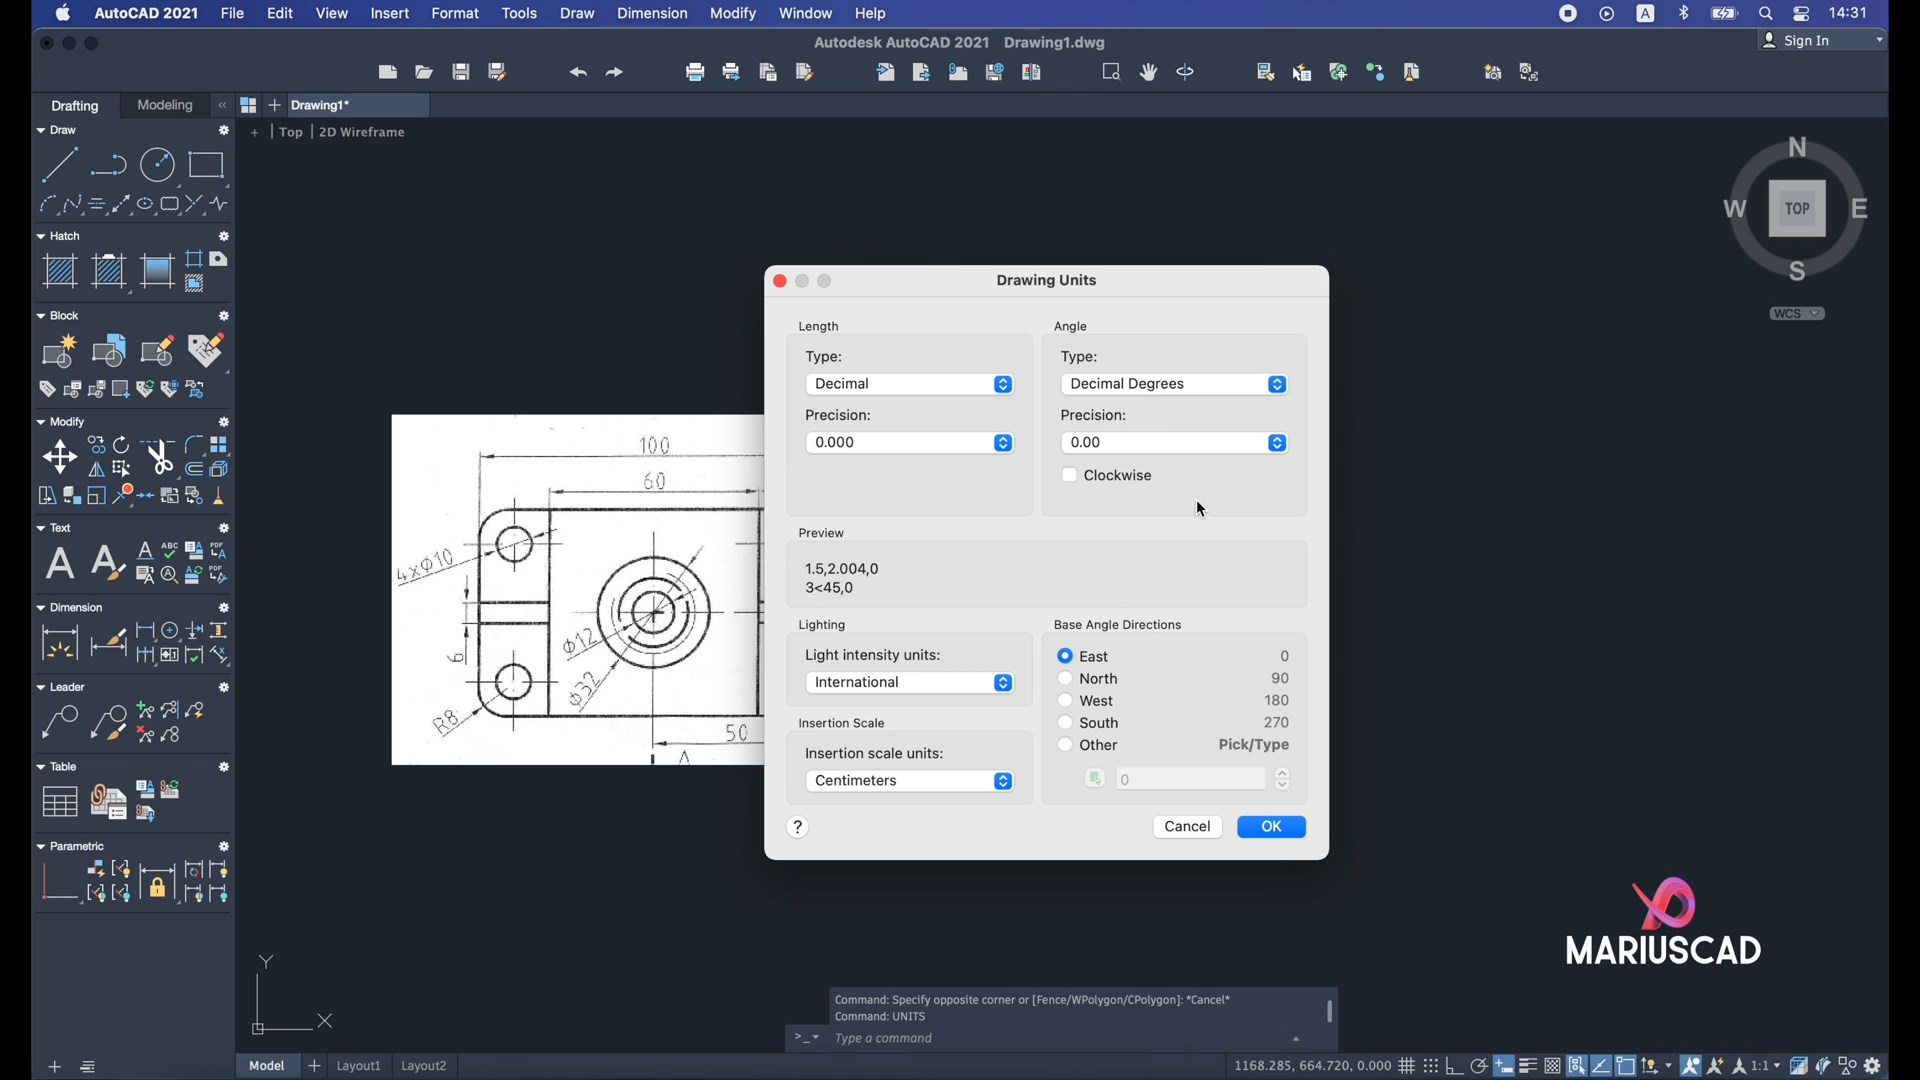 AutoCAD 2021 File Edit View Insert Format Tools Draw Dimension Modify Window Help A 14:31
Autodesk AutoCAD 2021 Drawing1.dwg
Sign In
Drafting Modeling « Drawing1*
+ | Top | 2D Wireframe
Draw
Hatch
Block
Modify
Text
A A A ABC PDF
PDF
Dimension
Leader
Table
Parametric
N
W TOP E
S
WCS
100
60
4xΦ10
6
Φ12
Φ32
R8
50
A
Drawing Units
Length
Type:
Decimal
Precision:
0.000
Angle
Type:
Decimal Degrees
Precision:
0.00
Clockwise
Preview
1.5,2.004,0
3<45,0
Lighting
Light intensity units:
International
Insertion Scale
Insertion scale units:
Centimeters
Base Angle Directions
East 0
North 90
West 180
South 270
Other Pick/Type
0
? Cancel OK
MARIUSCAD
Y
X
Command: Specify opposite corner or [Fence/WPolygon/CPolygon]: *Cancel*
Command: UNITS
>_ Type a command
Model + Layout1 Layout2 1168.285, 664.720, 0.000 1:1